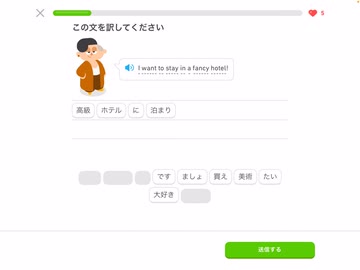 5
この文を訳してください
I want to stay in a fancy hotel!
高級 ホテル に 泊まり
です ましょ 買え 美術 たい
大好き
送信する